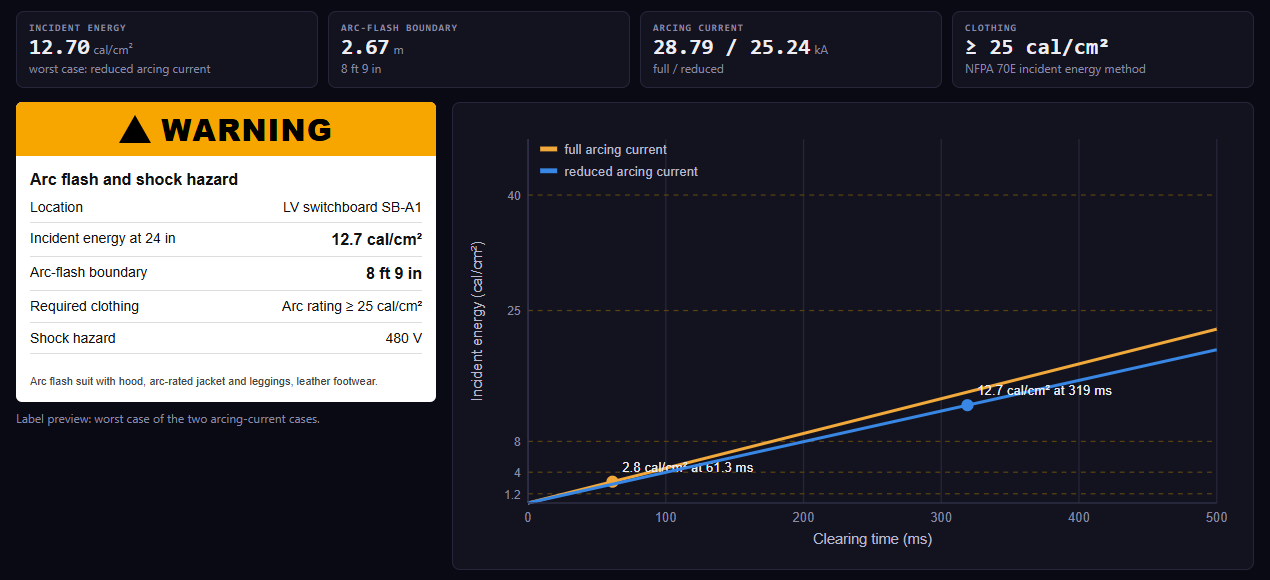 INCIDENT ENERGY
12.70 cal/cm²
worst case: reduced arcing current
ARC-FLASH BOUNDARY
2.67 m
8 ft 9 in
ARCING CURRENT
28.79 / 25.24 kA
full / reduced
CLOTHING
≥ 25 cal/cm²
NFPA 70E incident energy method
WARNING
Arc flash and shock hazard
Location LV switchboard SB-A1
Incident energy at 24 in 12.7 cal/cm²
Arc-flash boundary 8 ft 9 in
Required clothing Arc rating ≥ 25 cal/cm²
Shock hazard 480 V
Arc flash suit with hood, arc-rated jacket and leggings, leather footwear.
Label preview: worst case of the two arcing-current cases.
full arcing current
reduced arcing current
Incident energy (cal/cm²)
40
25
8
4
1.2
12.7 cal/cm² at 319 ms
2.8 cal/cm² at 61.3 ms
0 100 200 300 400 500
Clearing time (ms)